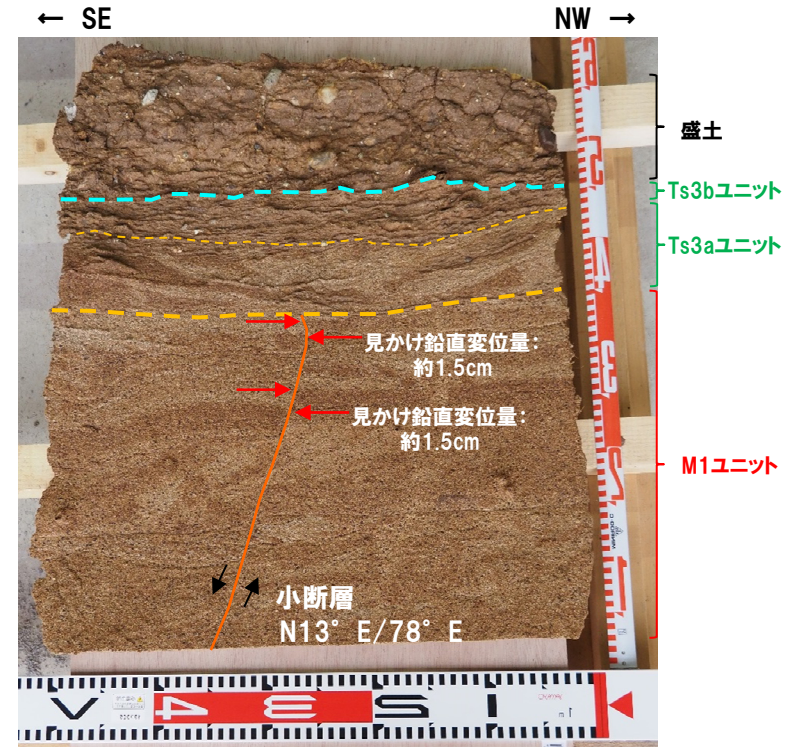 ← SE
NW →
盛土
Ts3bユニット
Ts3aユニット
見かけ鉛直変位量：
約1.5cm
見かけ鉛直変位量：
約1.5cm
M1ユニット
小断層
N13°E/78°E